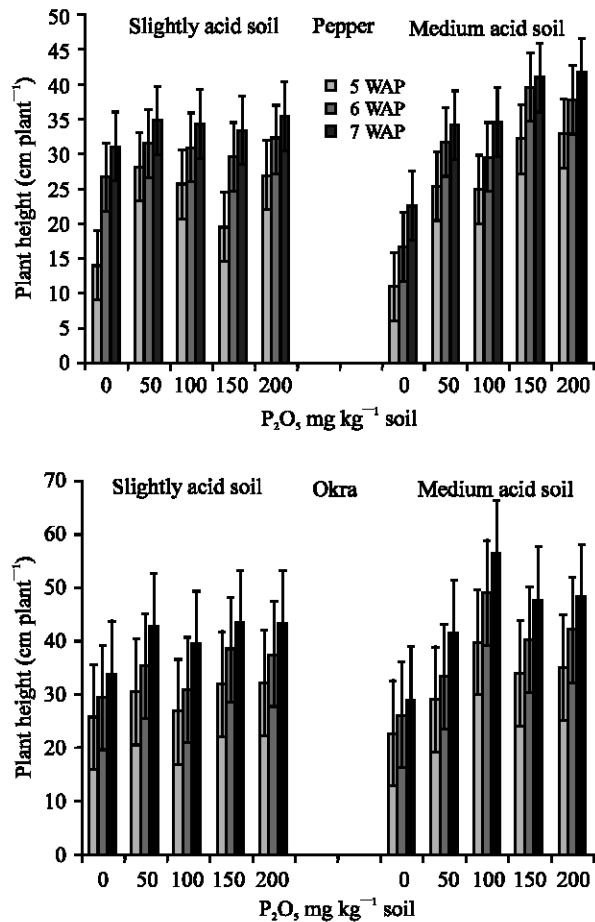 Slightly acid soil Pepper Medium acid soil
5 WAP
6 WAP
7 WAP
Plant height (cm plant⁻¹)
50
45
40
35
30
25
20
15
10
5
0
0 50 100 150 200 0 50 100 150 200
P₂O₅ mg kg⁻¹ soil
Slightly acid soil Okra Medium acid soil
Plant height (cm plant⁻¹)
70
60
50
40
30
20
10
0
0 50 100 150 200 0 50 100 150 200
P₂O₅ mg kg⁻¹ soil